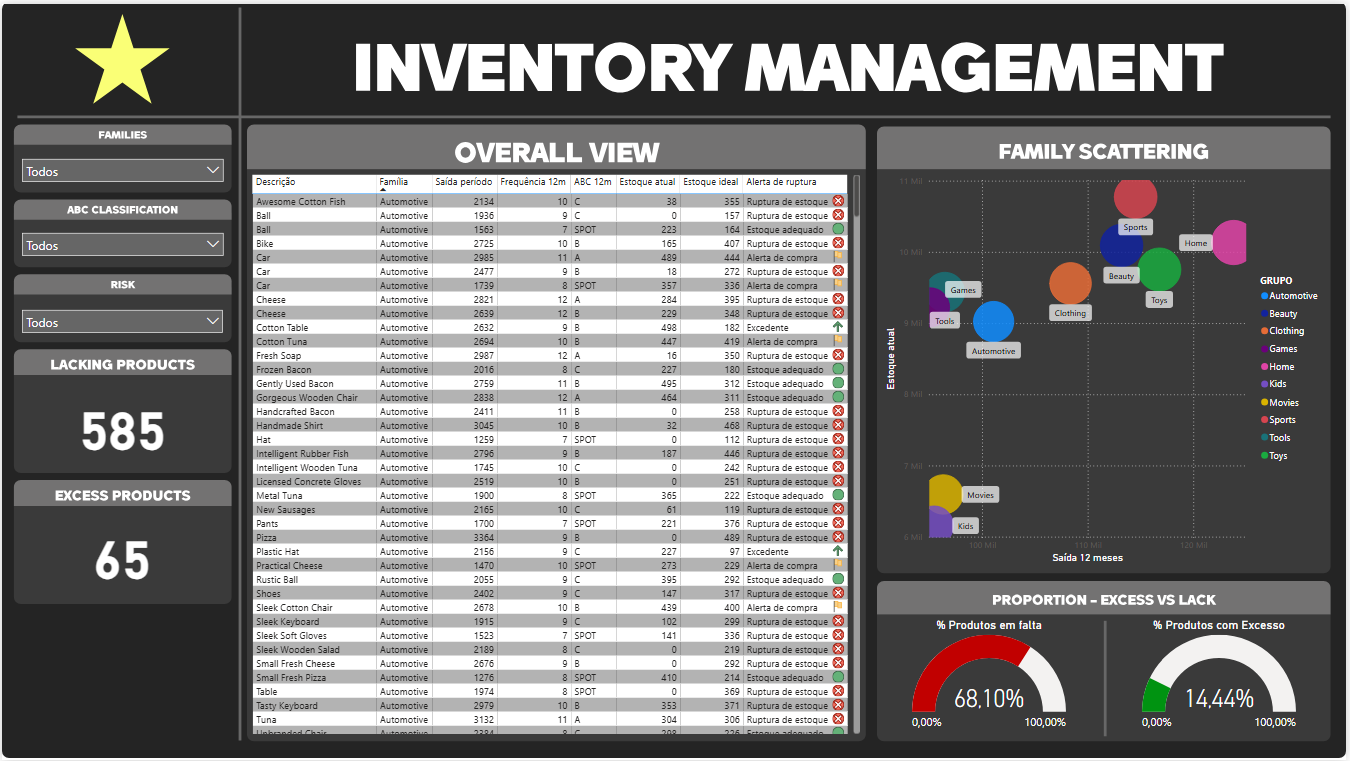 INVENTORY MANAGEMENT
FAMILIES
Todos
ABC CLASSIFICATION
Todos
RISK
Todos
LACKING PRODUCTS
585
EXCESS PRODUCTS
65
OVERALL VIEW
Descrição Família Saída período Frequência 12m ABC 12m Estoque atual Estoque ideal Alerta de ruptura
Awesome Cotton Fish Automotive 2134 10 C 38 355 Ruptura de estoque
Ball Automotive 1936 9 C 0 157 Ruptura de estoque
Ball Automotive 1563 7 SPOT 223 164 Estoque adequado
Bike Automotive 2725 10 B 165 407 Ruptura de estoque
Car Automotive 2985 11 A 489 444 Alerta de compra
Car Automotive 2477 9 B 18 272 Ruptura de estoque
Car Automotive 1739 8 SPOT 357 336 Alerta de compra
Cheese Automotive 2821 12 A 284 395 Ruptura de estoque
Cheese Automotive 2639 12 B 229 348 Ruptura de estoque
Cotton Table Automotive 2632 9 B 498 182 Excedente
Cotton Tuna Automotive 2694 10 B 447 419 Alerta de compra
Fresh Soap Automotive 2987 12 A 16 350 Ruptura de estoque
Frozen Bacon Automotive 2016 8 C 227 180 Estoque adequado
Gently Used Bacon Automotive 2759 11 B 495 312 Estoque adequado
Gorgeous Wooden Chair Automotive 2838 12 A 464 311 Estoque adequado
Handcrafted Bacon Automotive 2411 11 B 0 258 Ruptura de estoque
Handmade Shirt Automotive 3045 10 B 32 468 Ruptura de estoque
Hat Automotive 1259 7 SPOT 0 112 Ruptura de estoque
Intelligent Rubber Fish Automotive 2796 9 B 187 446 Ruptura de estoque
Intelligent Wooden Tuna Automotive 1745 10 C 0 242 Ruptura de estoque
Licensed Concrete Gloves Automotive 2519 10 B 0 251 Ruptura de estoque
Metal Tuna Automotive 1900 8 SPOT 365 222 Estoque adequado
New Sausages Automotive 2165 10 C 61 119 Ruptura de estoque
Pants Automotive 1700 7 SPOT 221 376 Ruptura de estoque
Pizza Automotive 3364 9 B 0 489 Ruptura de estoque
Plastic Hat Automotive 2156 9 C 227 97 Excedente
Practical Cheese Automotive 1470 10 SPOT 273 229 Alerta de compra
Rustic Ball Automotive 2055 9 C 395 292 Estoque adequado
Shoes Automotive 2402 9 C 147 317 Ruptura de estoque
Sleek Cotton Chair Automotive 2678 10 B 439 400 Alerta de compra
Sleek Keyboard Automotive 1915 9 C 102 299 Ruptura de estoque
Sleek Soft Gloves Automotive 1523 7 SPOT 141 336 Ruptura de estoque
Sleek Wooden Salad Automotive 2189 8 C 0 219 Ruptura de estoque
Small Fresh Cheese Automotive 2676 9 B 0 292 Ruptura de estoque
Small Fresh Pizza Automotive 1276 8 SPOT 410 214 Estoque adequado
Table Automotive 1974 8 SPOT 0 369 Ruptura de estoque
Tasty Keyboard Automotive 2979 10 B 353 371 Ruptura de estoque
Tuna Automotive 3132 11 A 304 306 Ruptura de estoque
FAMILY SCATTERING
11 Mil
10 Mil
9 Mil
8 Mil
7 Mil
6 Mil
Estoque atual
Sports
Home
Beauty
Games
Toys
Clothing
Tools
Automotive
Movies
Kids
100 Mil 110 Mil 120 Mil
Saída 12 meses
GRUPO
Automotive
Beauty
Clothing
Games
Home
Kids
Movies
Sports
Tools
Toys
PROPORTION - EXCESS VS LACK
% Produtos em falta
68,10%
0,00% 100,00%
% Produtos com Excesso
14,44%
0,00% 100,00%